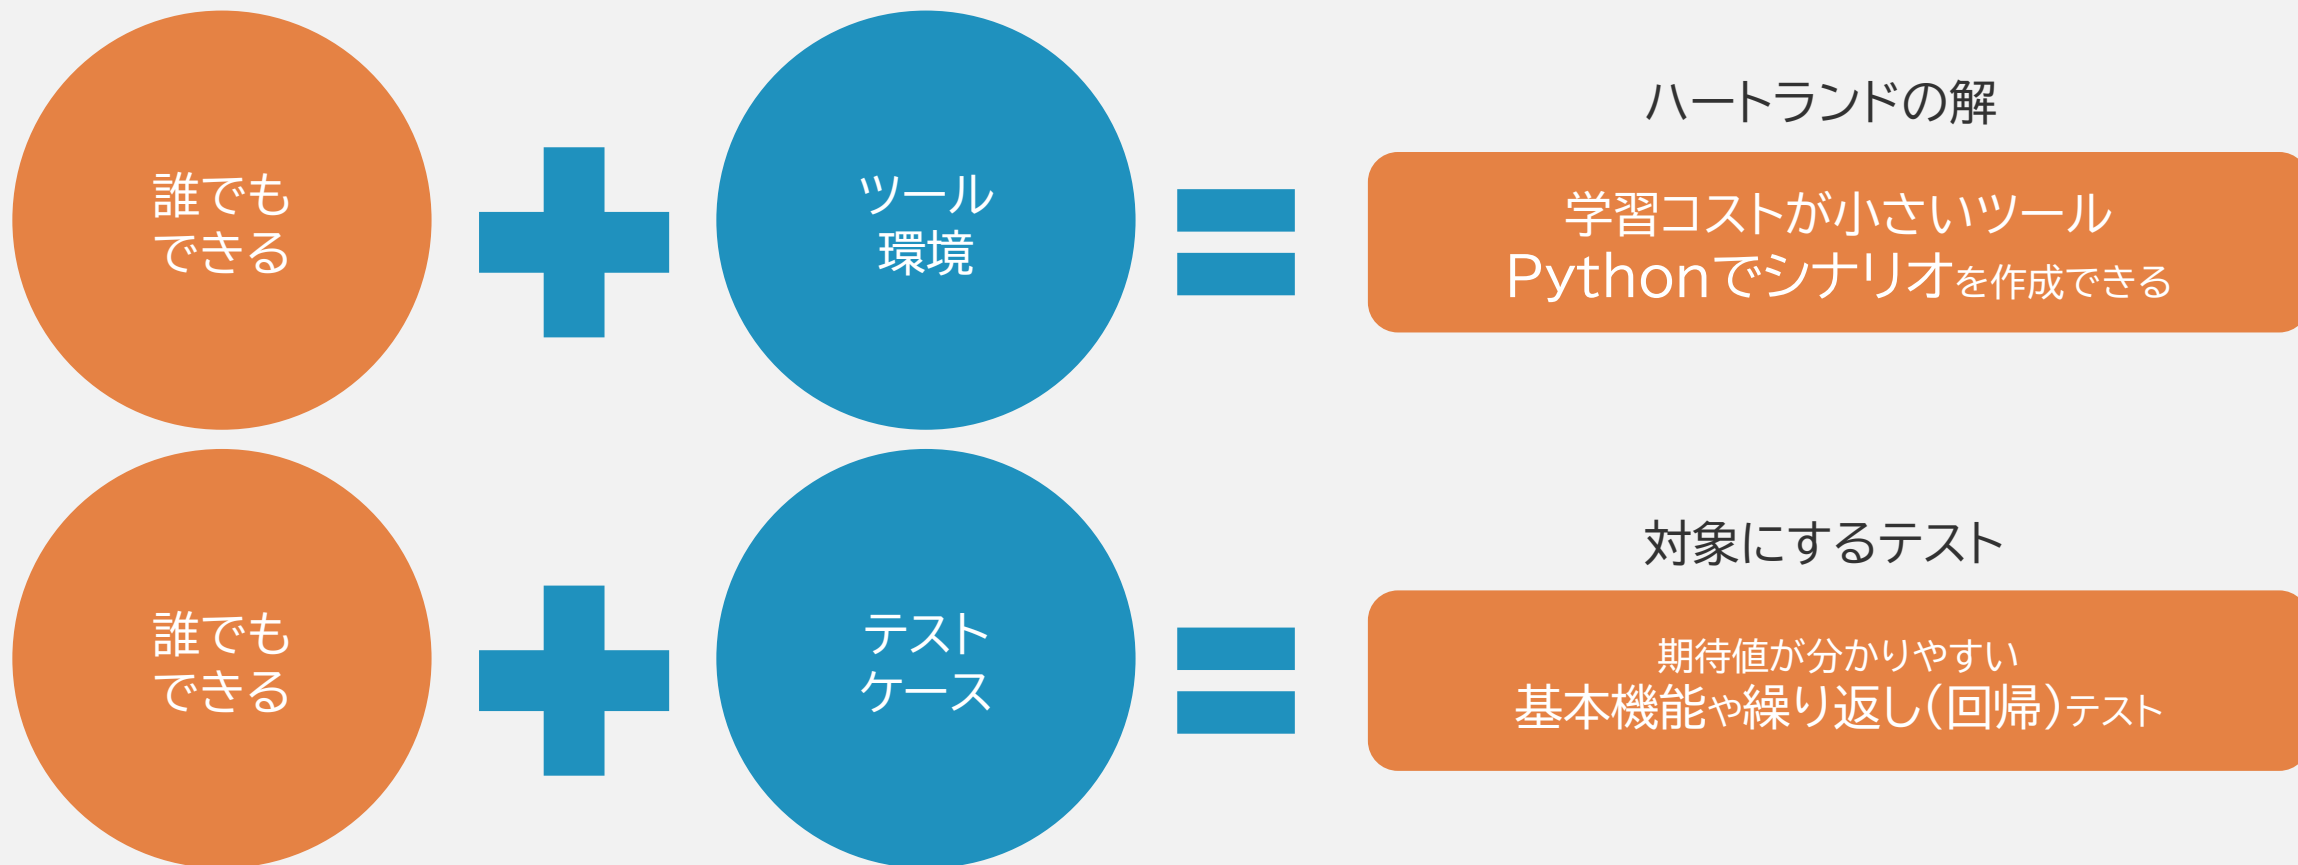 誰でも
できる
ツール
環境
ハートランドの解
学習コストが小さいツール
Pythonでシナリオを作成できる
誰でも
できる
テスト
ケース
対象にするテスト
期待値が分かりやすい
基本機能や繰り返し(回帰)テスト